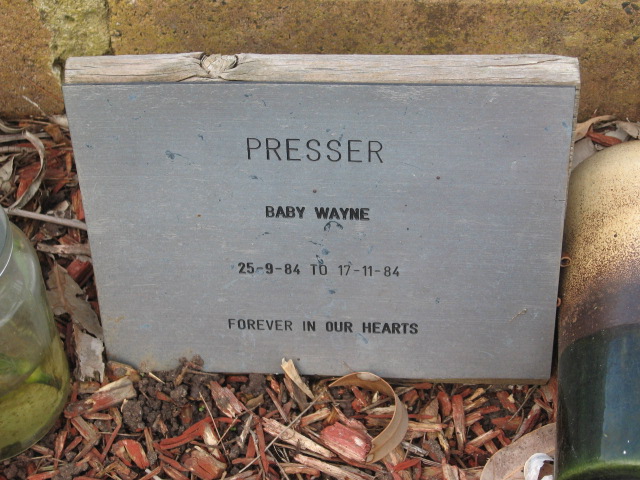 PRESSER
BABY WAYNE
25-9-84 TO 17-11-84
FOREVER IN OUR HEARTS